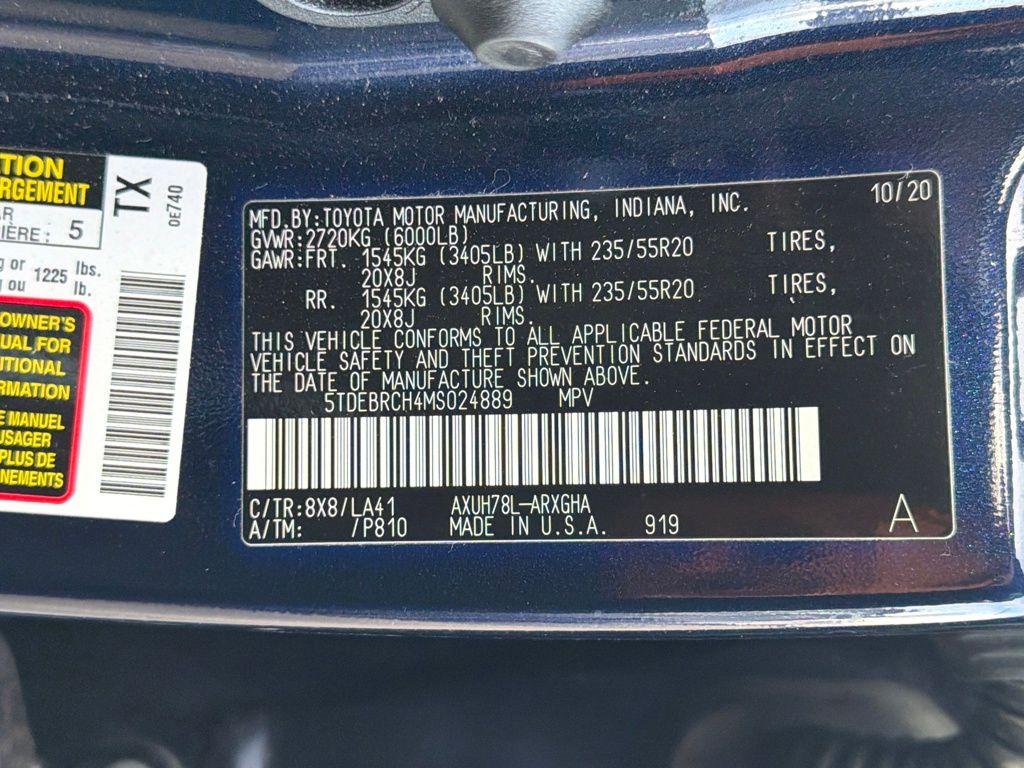 TION
RGEMENT
AR
IÈRE: 5
g or 1225 lbs.
g ou lb.
OWNER'S
UAL FOR
ITIONAL
RMATION
E MANUEL
USAGER
PLUS DE
NEMENTS
TX
0E740
10/20
MFD.BY:TOYOTA MOTOR MANUFACTURING, INDIANA, INC.
GVWR:2720KG (6000LB)
GAWR:FRT. 1545KG (3405LB) WITH 235/55R20 TIRES,
20X8J RIMS.
RR. 1545KG (3405LB) WITH 235/55R20 TIRES,
20X8J RIMS.
THIS VEHICLE CONFORMS TO ALL APPLICABLE FEDERAL MOTOR
VEHICLE SAFETY AND THEFT PREVENTION STANDARDS IN EFFECT ON
THE DATE OF MANUFACTURE SHOWN ABOVE.
5TDEBRCH4MS024889 MPV
C/TR:8X8/LA41 AXUH78L-ARXGHA
A/TM: /P810 MADE IN U.S.A. 919 A